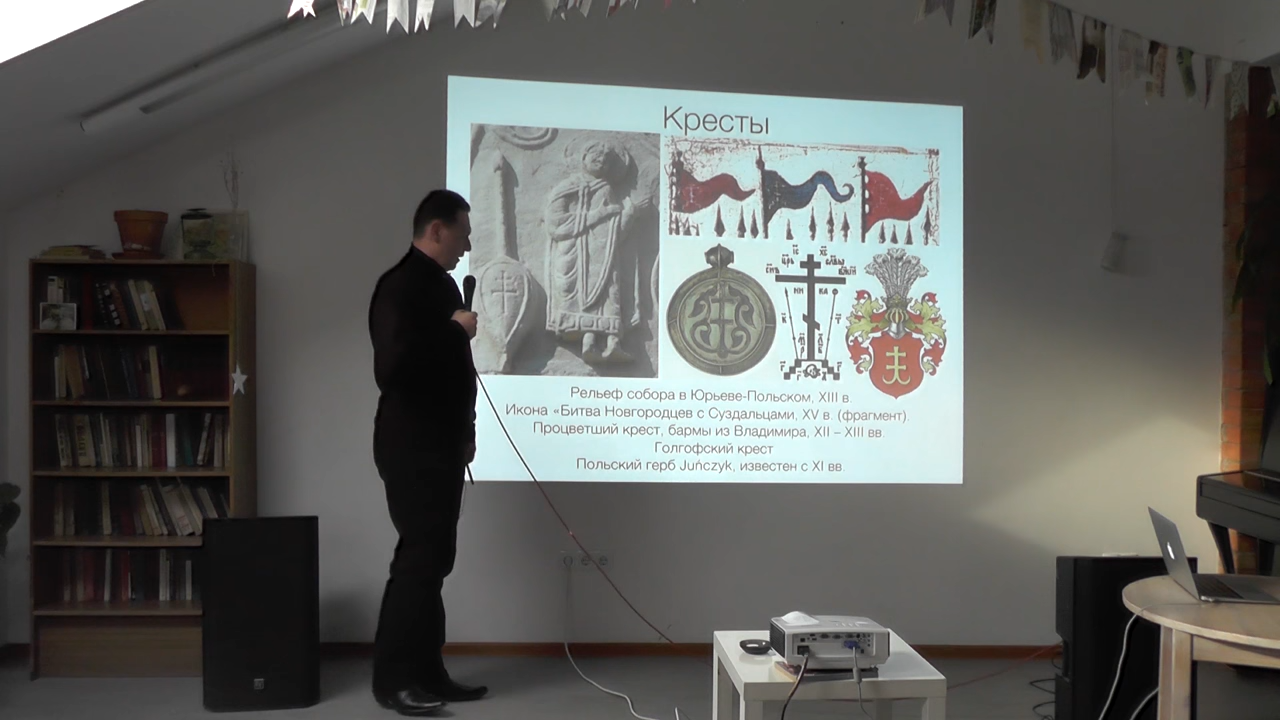 Кресты
Рельеф собора в Юрьеве-Польском, XIII в.
Икона «Битва Новгородцев с Суздальцами, XV в. (фрагмент).
Процветший крест, бармы из Владимира, XII – XIII вв.
Голгофский крест
Польский герб Juńczyk, известен с XI вв.